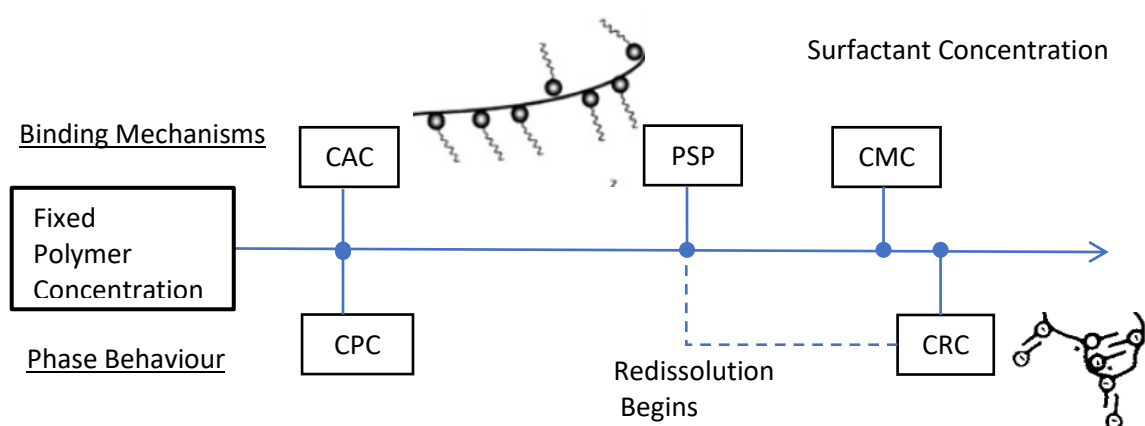 Surfactant Concentration
Binding Mechanisms
CAC
PSP
CMC
Fixed
Polymer
Concentration
CPC
CRC
Phase Behaviour
Redissolution
Begins